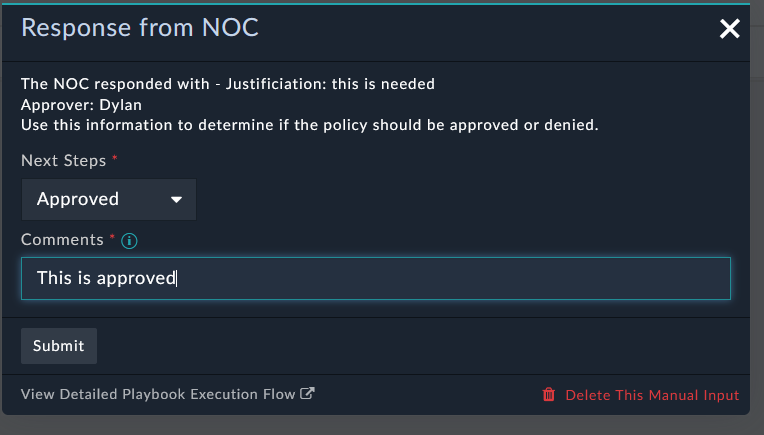 Response from NOC
The NOC responded with - Justificiation: this is needed
Approver: Dylan
Use this information to determine if the policy should be approved or denied.
Next Steps *
Approved
Comments *
This is approved
Submit
View Detailed Playbook Execution Flow
Delete This Manual Input